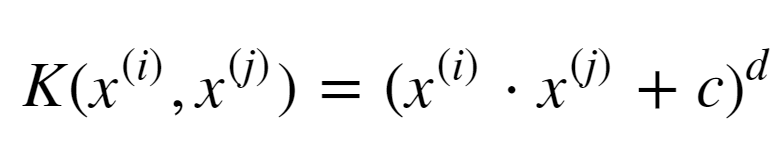 K(x^{(i)}, x^{(j)}) = (x^{(i)} · x^{(j)} + c)^d